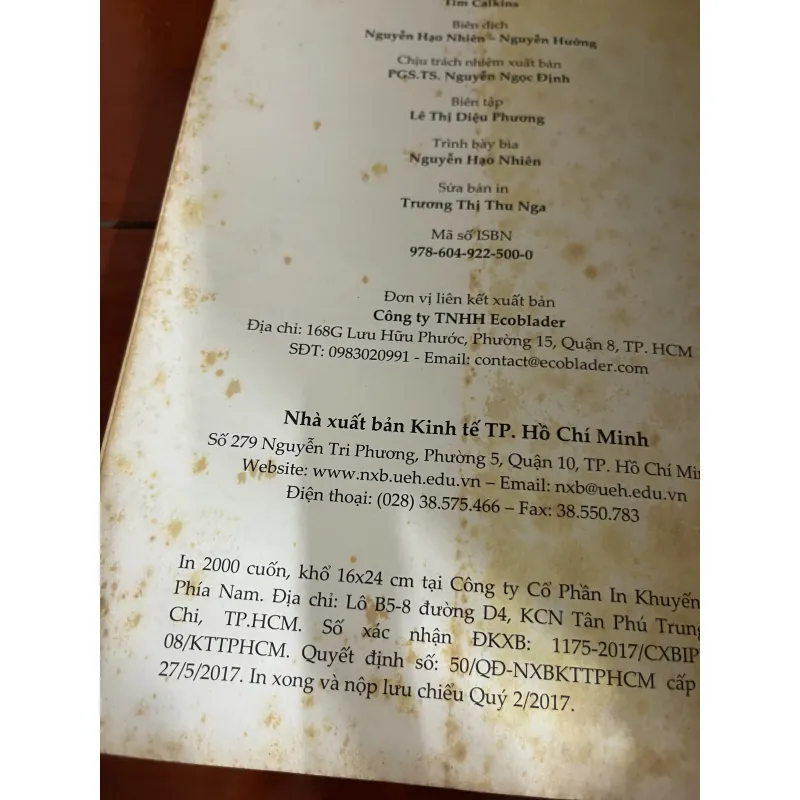 Tim Calkins
Biên dịch
Nguyễn Hạo Nhiên - Nguyễn Hưởng
Chịu trách nhiệm xuất bản
PGS.TS. Nguyễn Ngọc Định
Biên tập
Lê Thị Diệu Phương
Trình bày bìa
Nguyễn Hạo Nhiên
Sửa bản in
Trương Thị Thu Nga
Mã số ISBN
978-604-922-500-0
Đơn vị liên kết xuất bản
Công ty TNHH Ecoblader
Địa chỉ: 168G Lưu Hữu Phước, Phường 15, Quận 8, TP. HCM
SĐT: 0983020991 - Email: contact@ecoblader.com
Nhà xuất bản Kinh tế TP. Hồ Chí Minh
Số 279 Nguyễn Tri Phương, Phường 5, Quận 10, TP. Hồ Chí
Website: www.nxb.ueh.edu.vn – Email: nxb@ueh.edu.vn
Điện thoại: (028) 38.575.466 – Fax: 38.550.783
In 2000 cuốn, khổ 16x24 cm tại Công ty Cổ Phần In Khuyến
Phía Nam. Địa chỉ: Lô B5-8 đường D4, KCN Tân Phú Trung
Chi, TP.HCM. Số xác nhận ĐKXB: 1175-2017/CXBIP
08/KTTPHCM. Quyết định số: 50/QĐ-NXBKTTPHCM cấp
27/5/2017. In xong và nộp lưu chiểu Quý 2/2017.